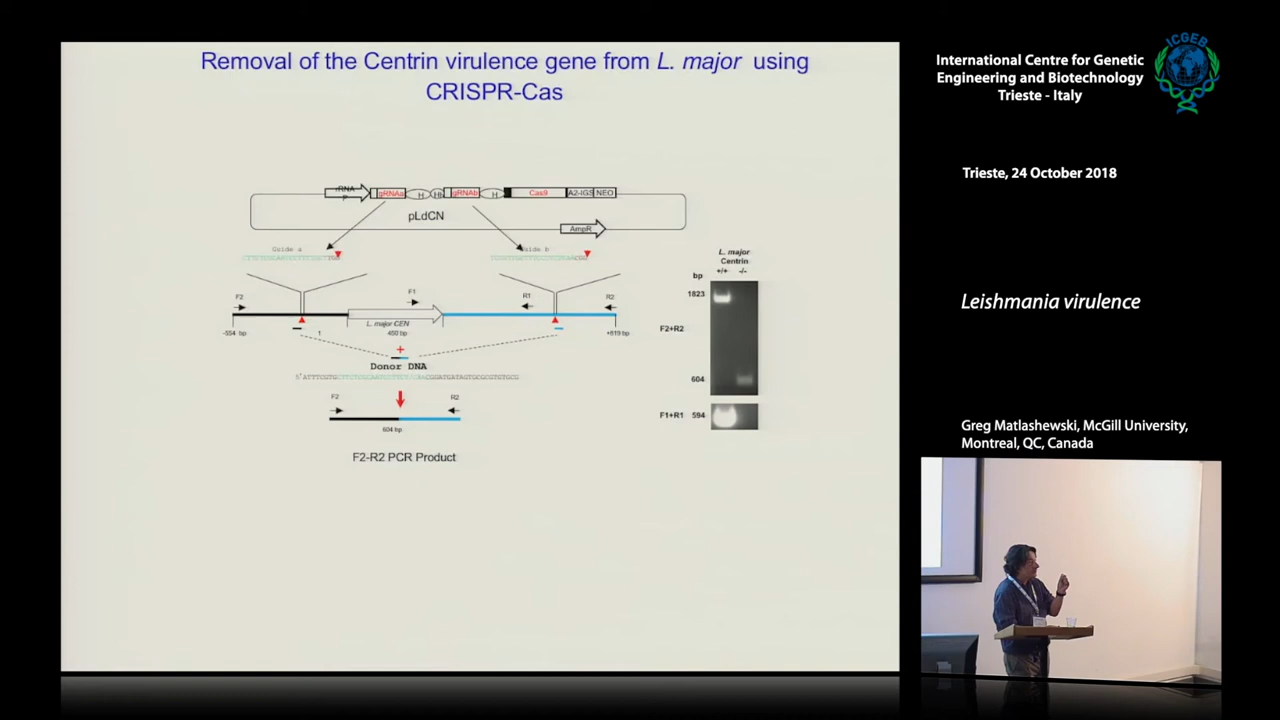 Removal of the Centrin virulence gene from L. major using
CRISPR-Cas
rRNA
P
gRNAa
H
gRNAb
H
Cas9
A2-IGS
NEO
pLdCN
AmpR
Guide a
Guide b
F2
F1
R1
R2
L. major CEN
-554 bp
1
450 bp
+819 bp
+
Donor DNA
F2
R2
604 bp
F2-R2 PCR Product
L. major
Centrin
+/+ -/-
bp
1823
F2+R2
604
F1+R1 594
International Centre for Genetic
Engineering and Biotechnology
Trieste - Italy
ICGEB
Trieste, 24 October 2018
Leishmania virulence
Greg Matlashewski, McGill University,
Montreal, QC, Canada